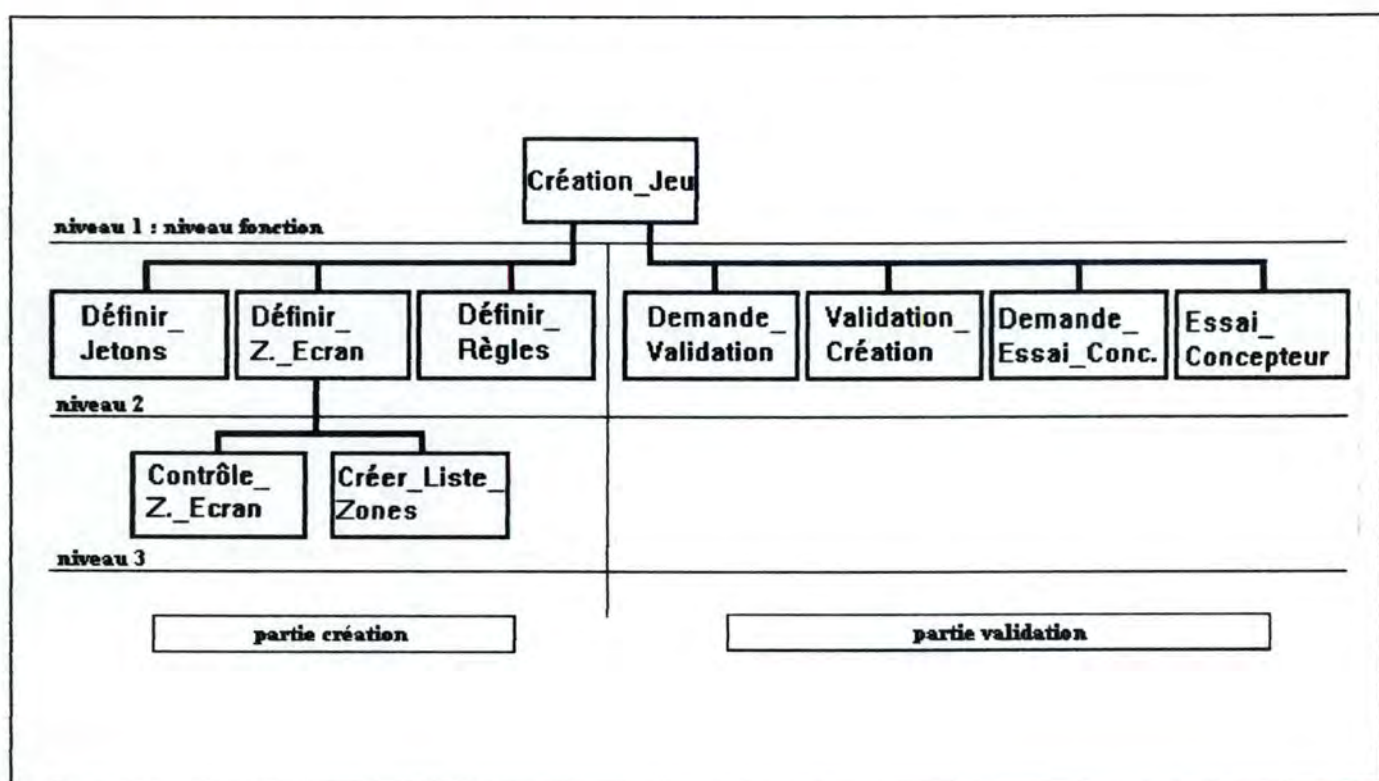 Création_Jeu
niveau 1 : niveau fonction
Définir_
Jetons
Définir_
Z._Ecran
Définir_
Règles
Demande_
Validation
Validation_
Création
Demande_
Essai_Conc.
Essai_
Concepteur
niveau 2
Contrôle_
Z._Ecran
Créer_Liste_
Zones
niveau 3
partie création
partie validation